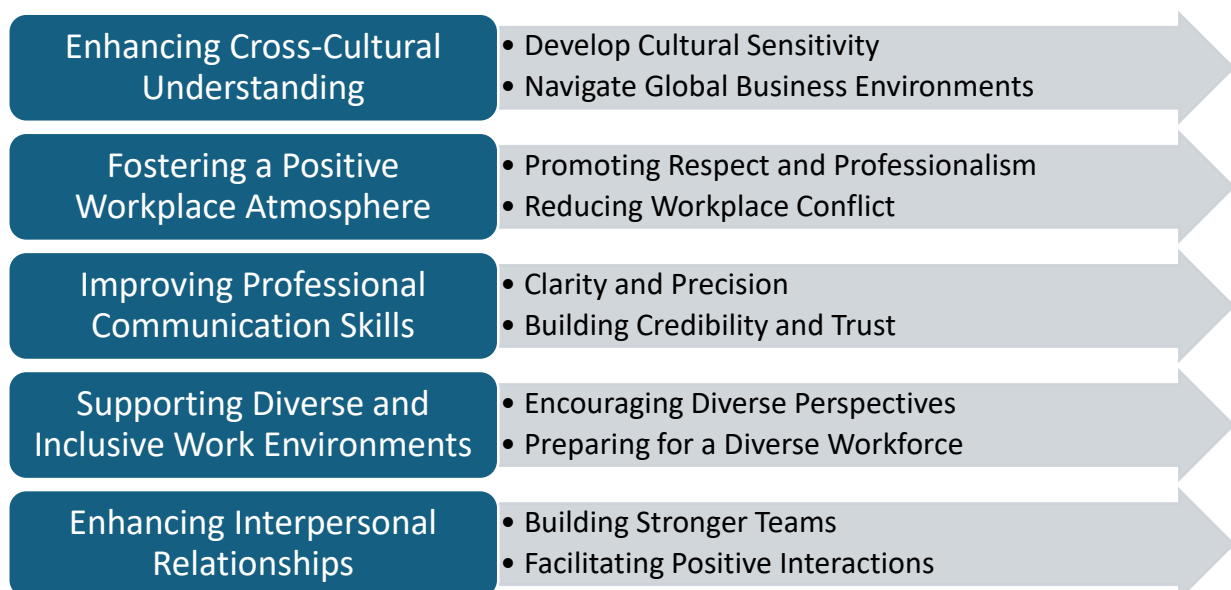 Enhancing Cross-Cultural
Understanding
• Develop Cultural Sensitivity
• Navigate Global Business Environments
Fostering a Positive
Workplace Atmosphere
• Promoting Respect and Professionalism
• Reducing Workplace Conflict
Improving Professional
Communication Skills
• Clarity and Precision
• Building Credibility and Trust
Supporting Diverse and
Inclusive Work Environments
• Encouraging Diverse Perspectives
• Preparing for a Diverse Workforce
Enhancing Interpersonal
Relationships
• Building Stronger Teams
• Facilitating Positive Interactions